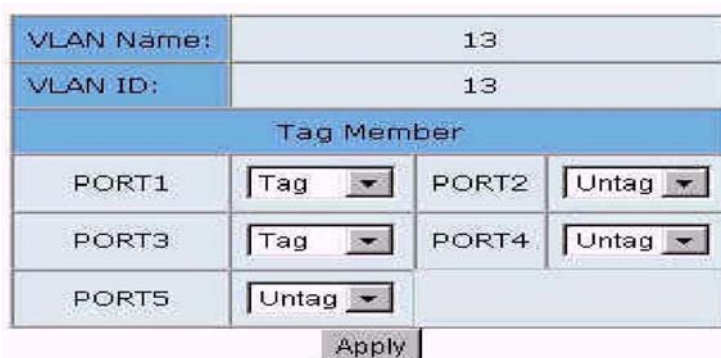 VLAN Name: 13
VLAN ID: 13
Tag Member
PORT1 Tag PORT2 Untag
PORT3 Tag PORT4 Untag
PORT5 Untag
Apply